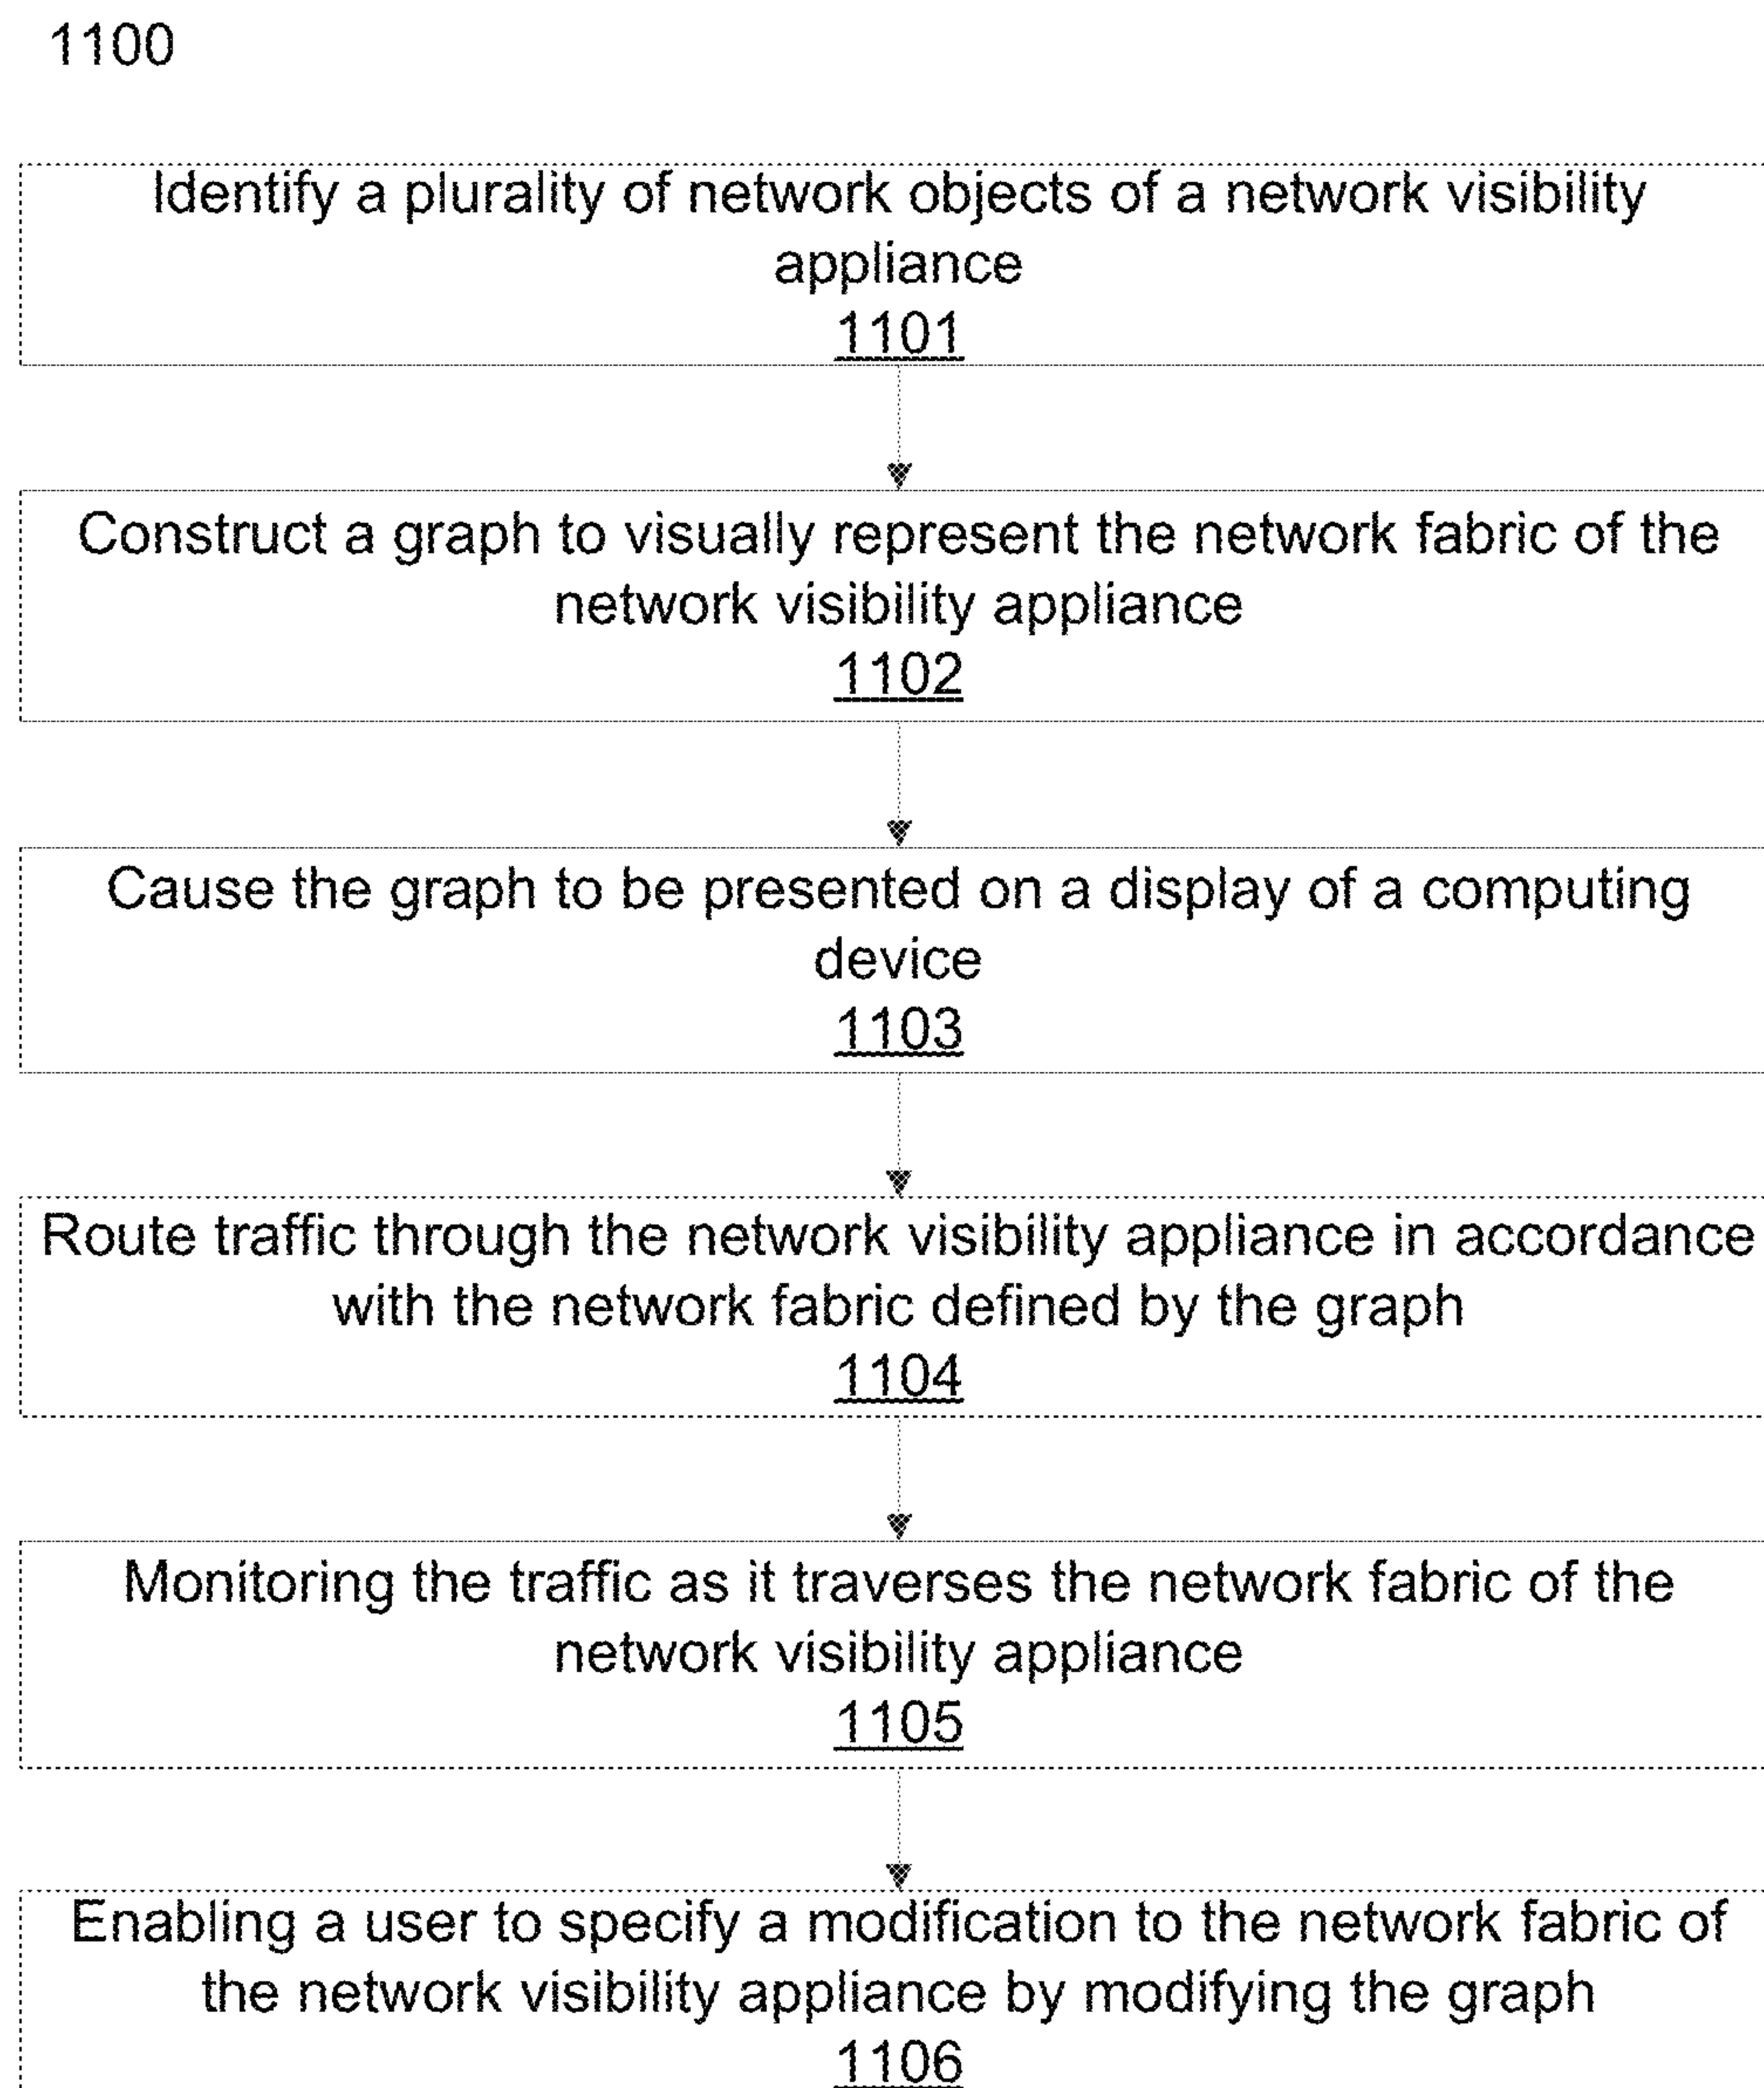 1100
Identify a plurality of network objects of a network visibility
appliance
1101
Construct a graph to visually represent the network fabric of the
network visibility appliance
1102
Cause the graph to be presented on a display of a computing
device
1103
Route traffic through the network visibility appliance in accordance
with the network fabric defined by the graph
1104
Monitoring the traffic as it traverses the network fabric of the
network visibility appliance
1105
Enabling a user to specify a modification to the network fabric of
the network visibility appliance by modifying the graph
1106